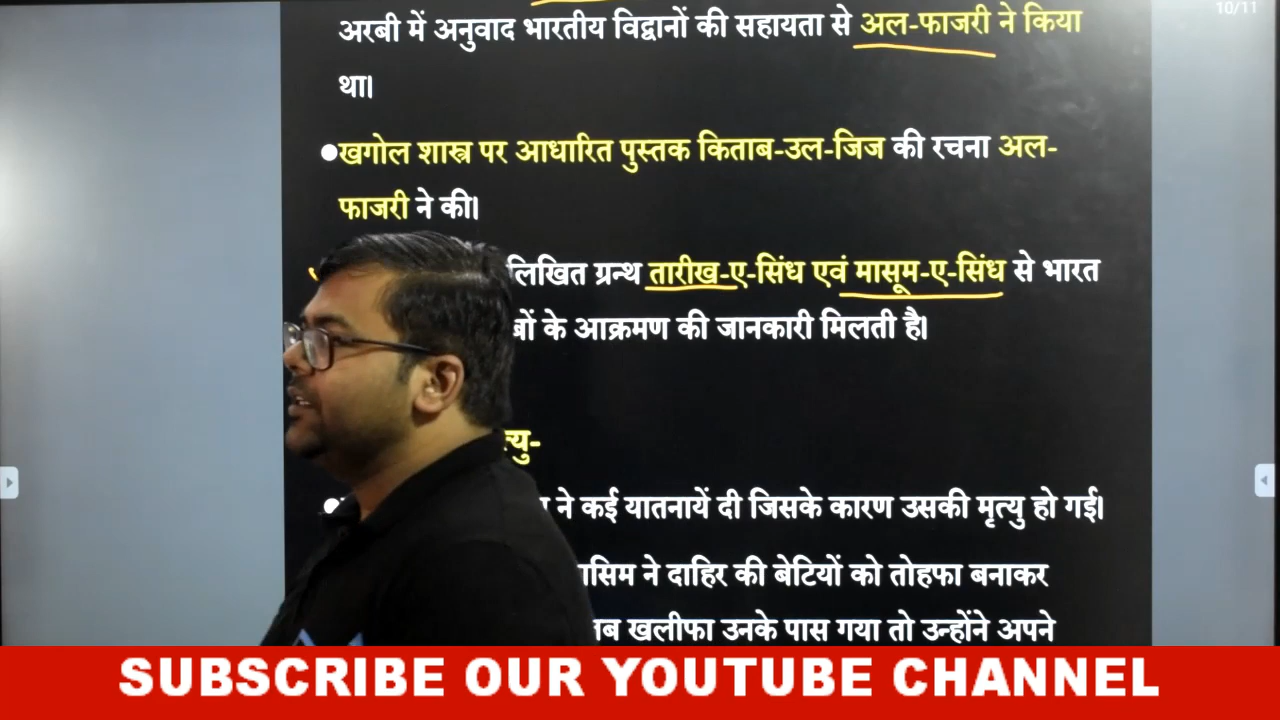 10/11
अरबी में अनुवाद भारतीय विद्वानों की सहायता से अल-फाजरी ने किया
था।
●खगोल शास्त्र पर आधारित पुस्तक किताब-उल-जिज की रचना अल-
फाजरी ने की।
लिखित ग्रन्थ तारीख-ए-सिंध एवं मासूम-ए-सिंध से भारत
के आक्रमण की जानकारी मिलती है।
ने कई यातनायें दी जिसके कारण उसकी मृत्यु हो गई।
ने दाहिर की बेटियों को तोहफा बनाकर
खलीफा उनके पास गया तो उन्होंने अपने
SUBSCRIBE OUR YOUTUBE CHANNEL